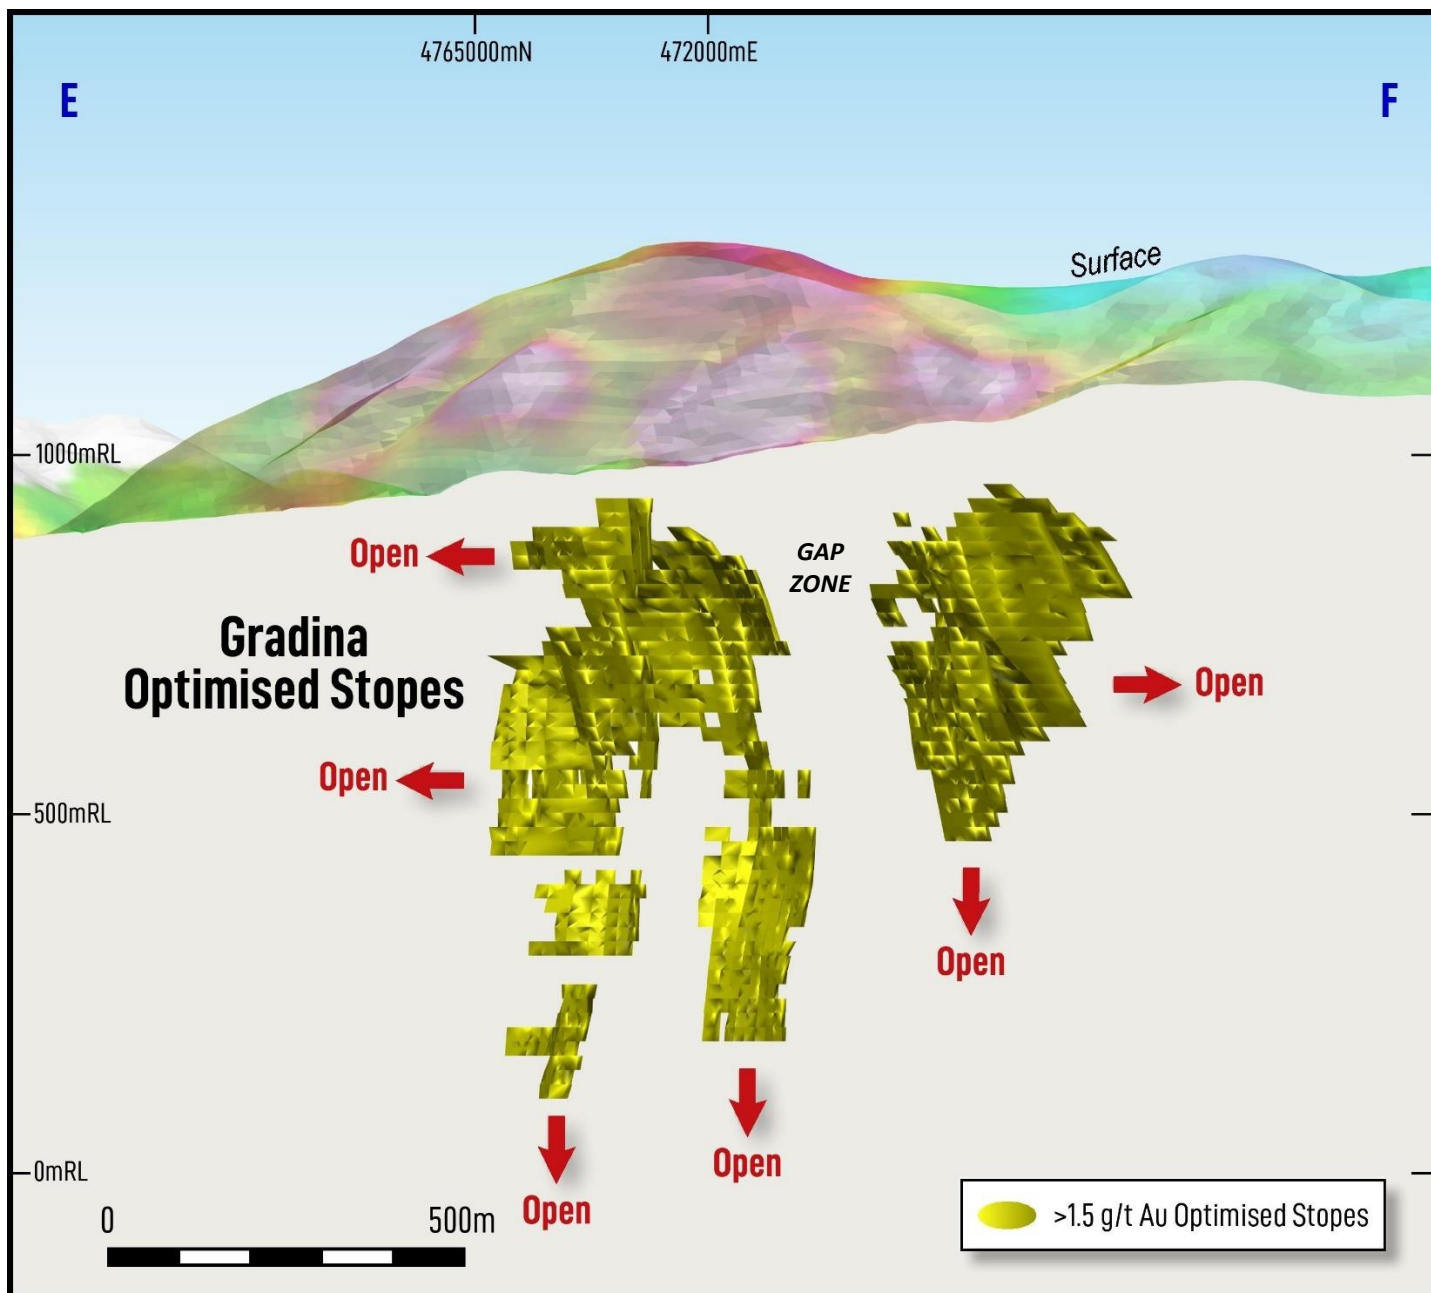 4765000mN
472000mE
E
F
Surface
1000mRL
Open
GAP
ZONE
Gradina
Optimised Stopes
Open
Open
500mRL
Open
Open
0mRL
Open
0
500m
>1.5 g/t Au Optimised Stopes